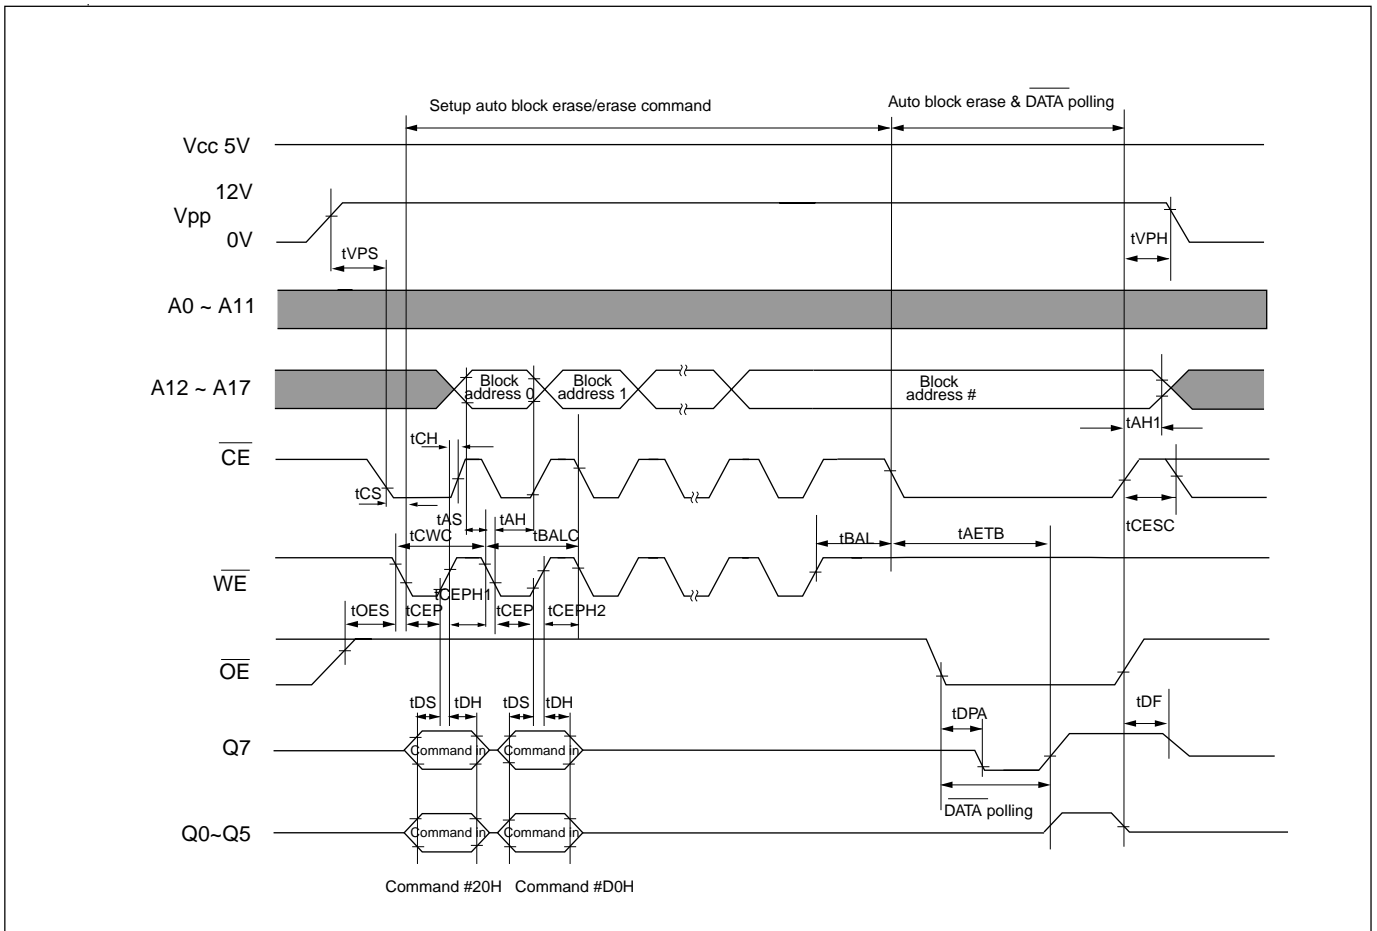 Setup auto block erase/erase command
Auto block erase & DATA polling
Vcc 5V
12V
Vpp
0V
tVPS
tVPH
A0 ~ A11
A12 ~ A17
Block address 0
Block address 1
Block address #
tAH1
tCH
CE
tCS
tCESC
tAS
tAH
tCWC
tBALC
tBAL
tAETB
WE
tCEPH1
tOES
tCEP
tCEP
tCEPH2
OE
tDS
tDH
tDS
tDH
tDPA
tDF
Q7
Command in
Command in
DATA polling
Q0~Q5
Command in
Command in
Command #20H
Command #D0H